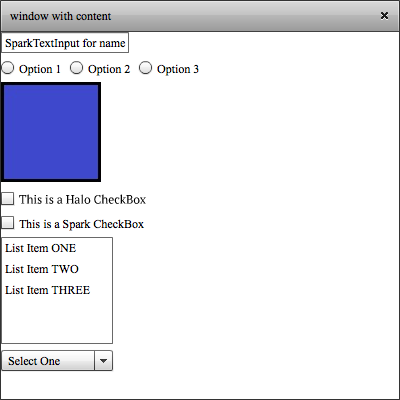 window with content
SparkTextInput for name
Option 1 Option 2 Option 3
This is a Halo CheckBox
This is a Spark CheckBox
List Item ONE
List Item TWO
List Item THREE
Select One